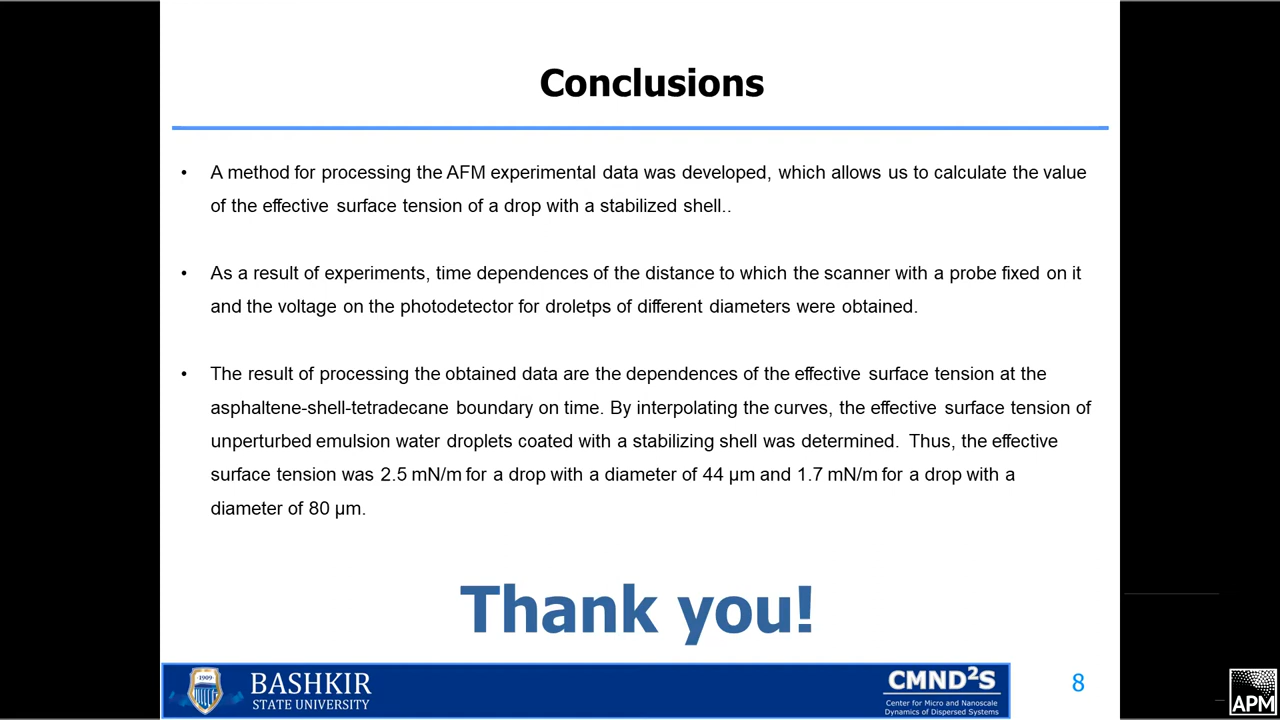 Conclusions
• A method for processing the AFM experimental data was developed, which allows us to calculate the value
of the effective surface tension of a drop with a stabilized shell..
• As a result of experiments, time dependences of the distance to which the scanner with a probe fixed on it
and the voltage on the photodetector for droletps of different diameters were obtained.
• The result of processing the obtained data are the dependences of the effective surface tension at the
asphaltene-shell-tetradecane boundary on time. By interpolating the curves, the effective surface tension of
unperturbed emulsion water droplets coated with a stabilizing shell was determined. Thus, the effective
surface tension was 2.5 mN/m for a drop with a diameter of 44 µm and 1.7 mN/m for a drop with a
diameter of 80 µm.
Thank you!
1909
BASHKIR
STATE UNIVERSITY
CMND²S
Center for Micro and Nanoscale
Dynamics of Dispersed Systems
8
APM